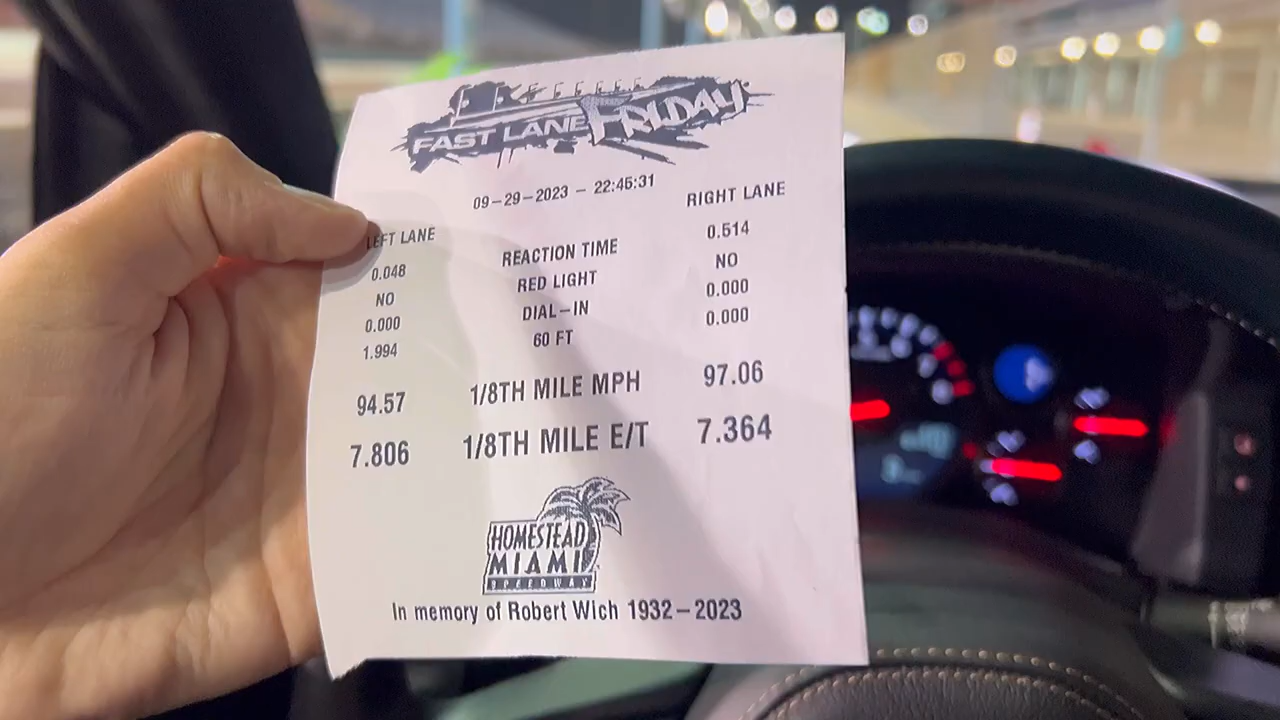 FAST LANE FRIDAY
09-29-2023 - 22:45:31
LEFT LANE RIGHT LANE
0.048 REACTION TIME 0.514
NO RED LIGHT NO
0.000 DIAL-IN 0.000
1.994 60 FT 0.000
94.57 1/8TH MILE MPH 97.06
7.806 1/8TH MILE E/T 7.364
HOMESTEAD
MIAMI
SPEEDWAY
In memory of Robert Wich 1932-2023